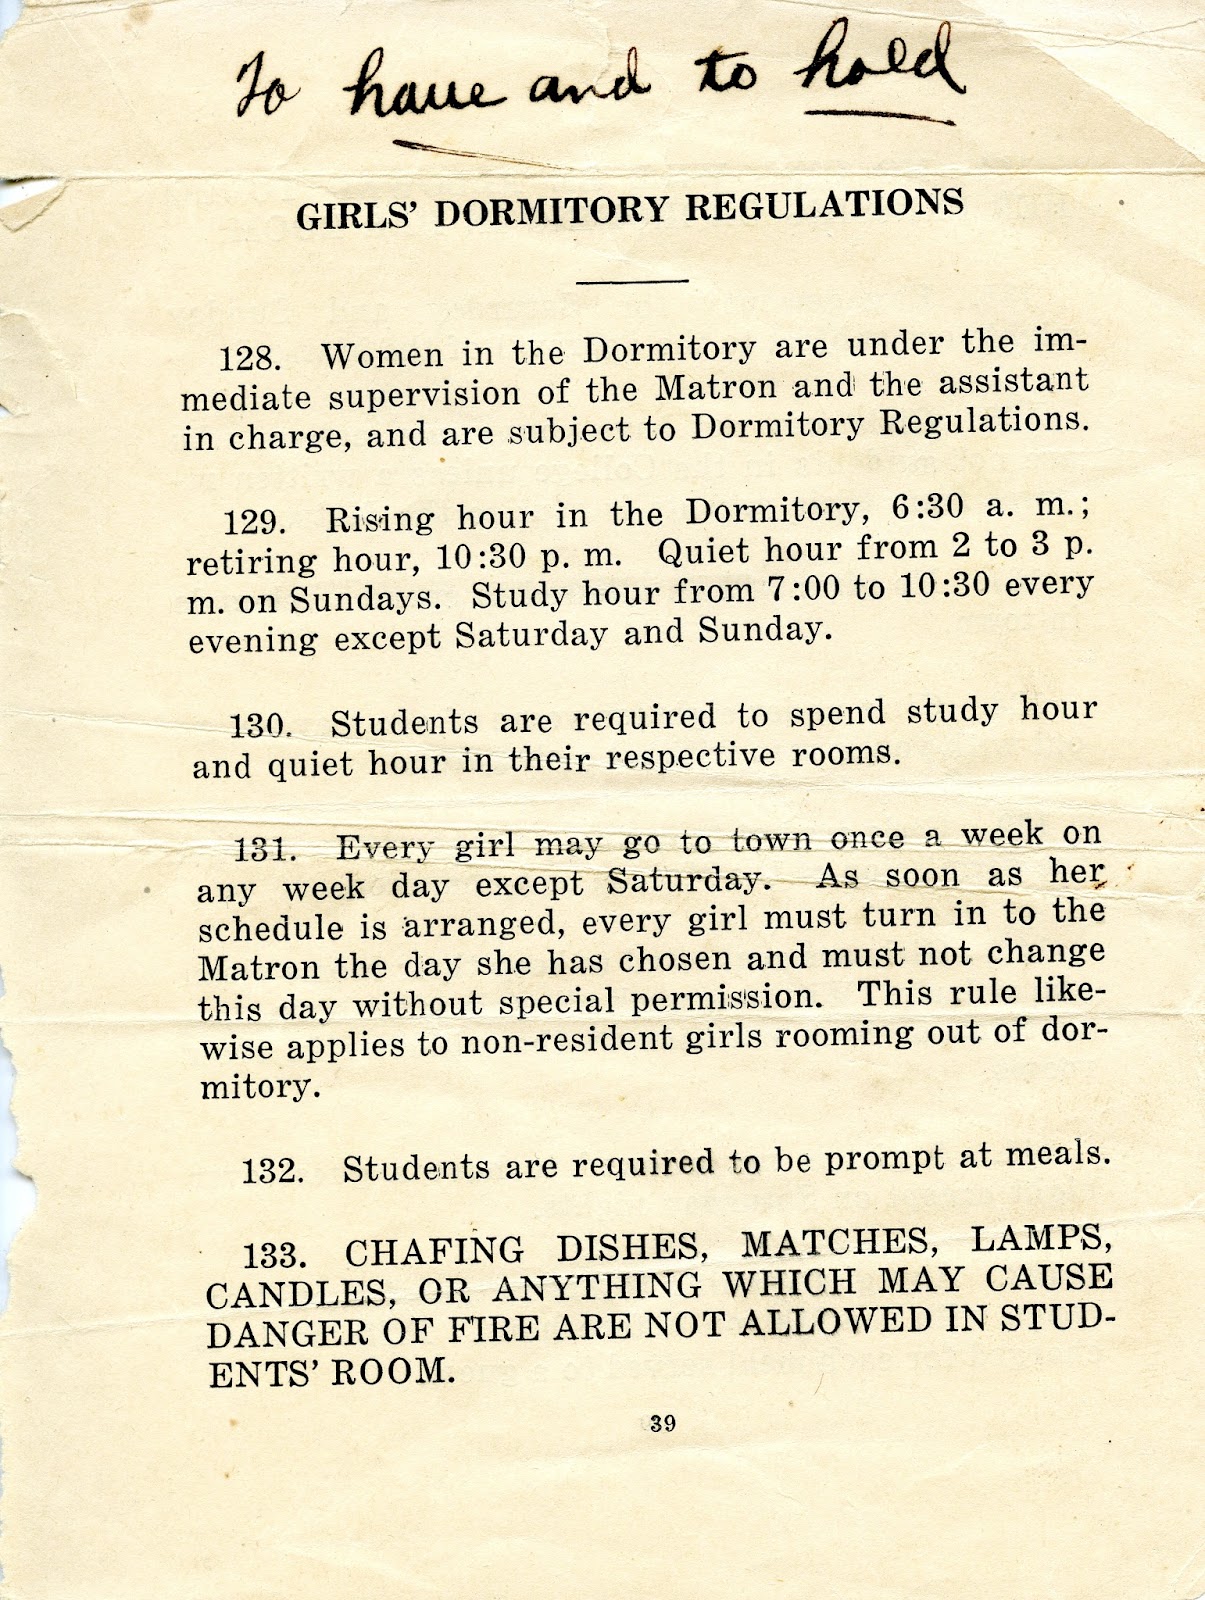 To have and to hold
GIRLS' DORMITORY REGULATIONS
128. Women in the Dormitory are under the im-
mediate supervision of the Matron and the assistant
in charge, and are subject to Dormitory Regulations.
129. Rising hour in the Dormitory, 6:30 a. m.;
retiring hour, 10:30 p. m. Quiet hour from 2 to 3 p.
m. on Sundays. Study hour from 7:00 to 10:30 every
evening except Saturday and Sunday.
130. Students are required to spend study hour
and quiet hour in their respective rooms.
131. Every girl may go to town once a week on
any week day except Saturday. As soon as her
schedule is arranged, every girl must turn in to the
Matron the day she has chosen and must not change
this day without special permission. This rule like-
wise applies to non-resident girls rooming out of dor-
mitory.
132. Students are required to be prompt at meals.
133. CHAFING DISHES, MATCHES, LAMPS,
CANDLES, OR ANYTHING WHICH MAY CAUSE
DANGER OF FIRE ARE NOT ALLOWED IN STUD-
ENTS' ROOM.
39